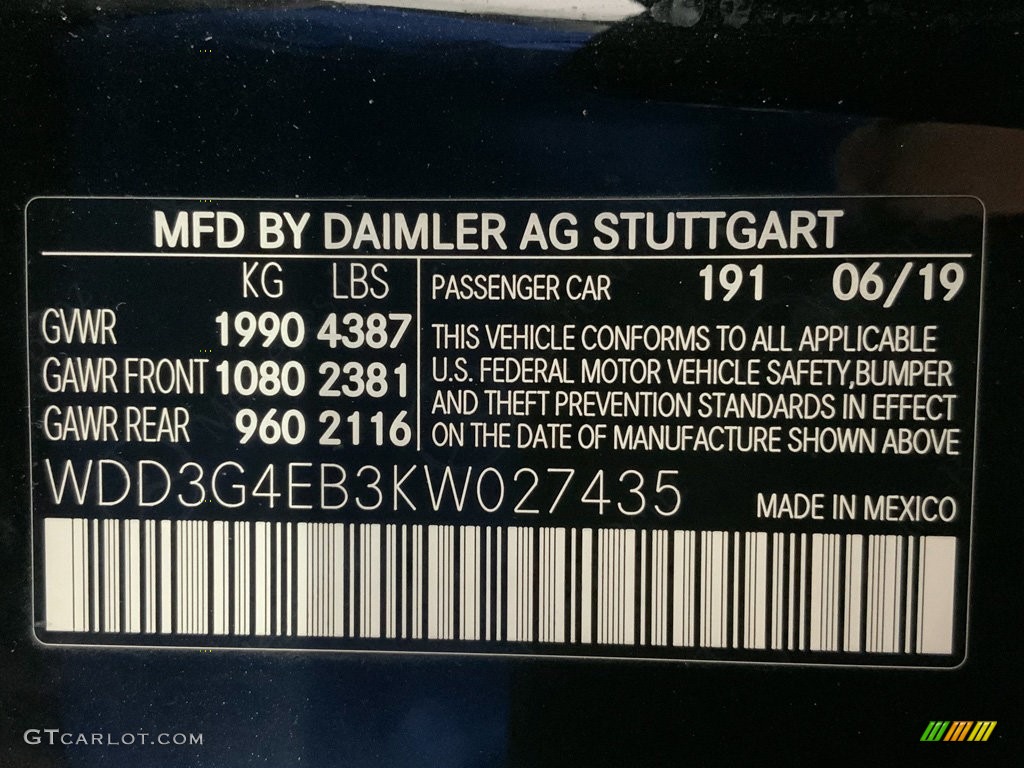 MFD BY DAIMLER AG STUTTGART
KG LBS
GVWR 1990 4387
GAWR FRONT 1080 2381
GAWR REAR 960 2116
PASSENGER CAR 191 06/19
THIS VEHICLE CONFORMS TO ALL APPLICABLE
U.S. FEDERAL MOTOR VEHICLE SAFETY,BUMPER
AND THEFT PREVENTION STANDARDS IN EFFECT
ON THE DATE OF MANUFACTURE SHOWN ABOVE
WDD3G4EB3KW027435
MADE IN MEXICO
GTCARLOT.COM